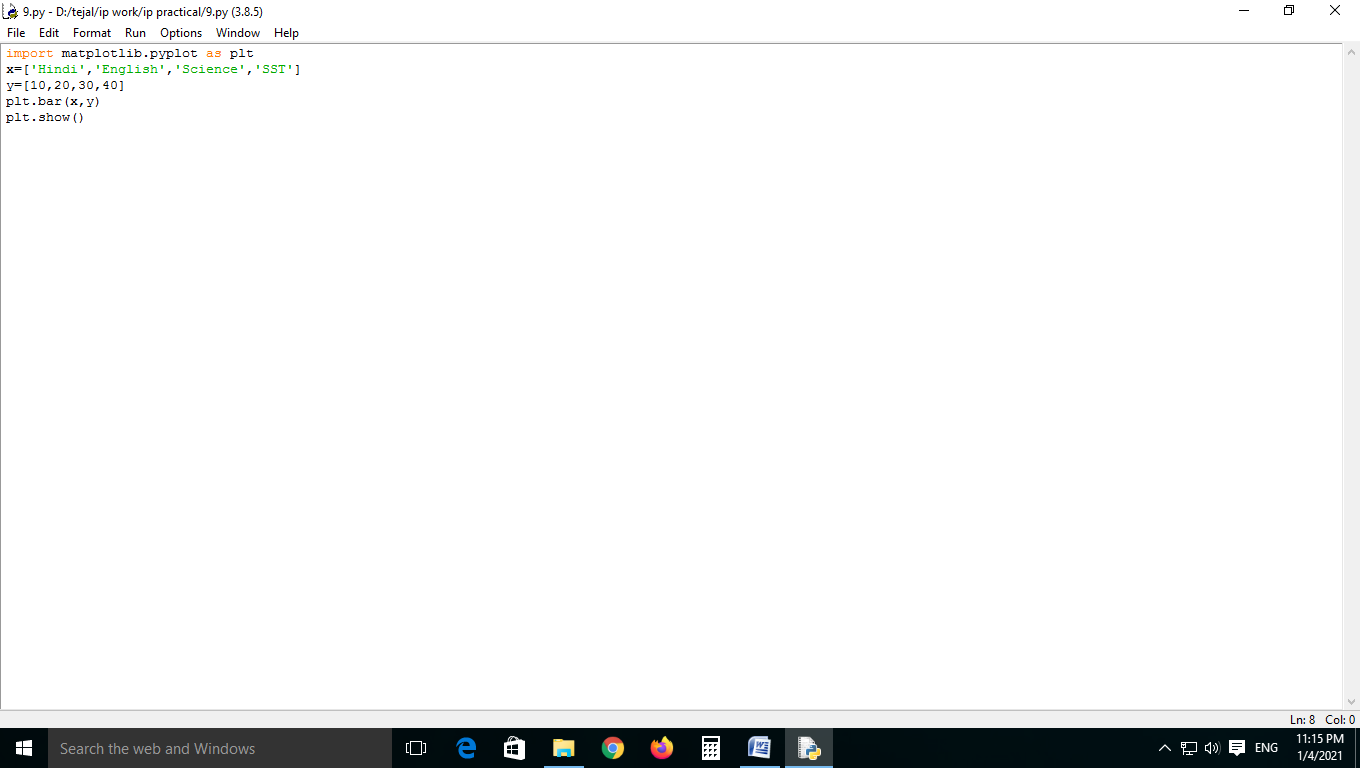 9.py - D:/tejal/ip work/ip practical/9.py (3.8.5)
File Edit Format Run Options Window Help
import matplotlib.pyplot as plt
x=['Hindi','English','Science','SST']
y=[10,20,30,40]
plt.bar(x,y)
plt.show()
Ln: 8 Col: 0
Search the web and Windows
ENG
11:15 PM
1/4/2021